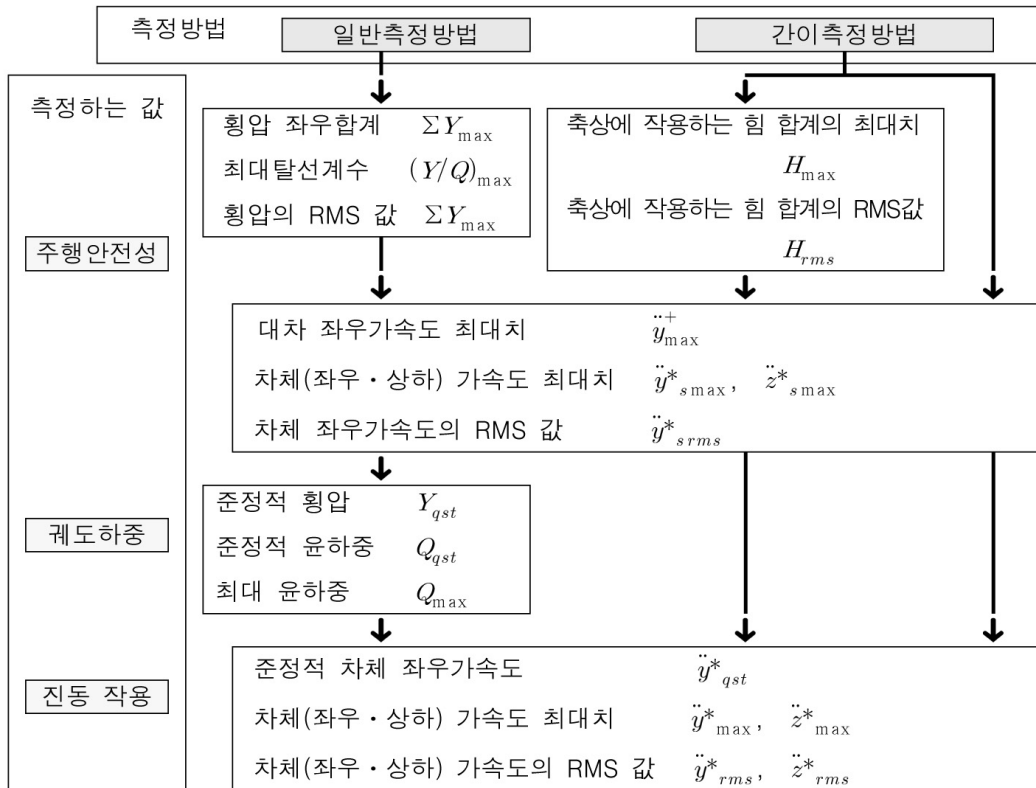 측정방법 일반측정방법 간이측정방법
측정하는 값
횡압 좌우합계 ΣY_max
최대탈선계수 (Y/Q)_max
횡압의 RMS 값 ΣY_max
축상에 작용하는 힘 합계의 최대치
H_max
축상에 작용하는 힘 합계의 RMS값
H_rms
주행안전성
대차 좌우가속도 최대치 ÿ⁺_max
차체(좌우・상하) 가속도 최대치 ÿ*_smax, z̈*_smax
차체 좌우가속도의 RMS 값 ÿ*_srms
궤도하중
준정적 횡압 Y_qst
준정적 윤하중 Q_qst
최대 윤하중 Q_max
진동 작용
준정적 차체 좌우가속도 ÿ*_qst
차체(좌우・상하) 가속도 최대치 ÿ*_max, z̈*_max
차체(좌우・상하) 가속도의 RMS 값 ÿ*_rms, z̈*_rms